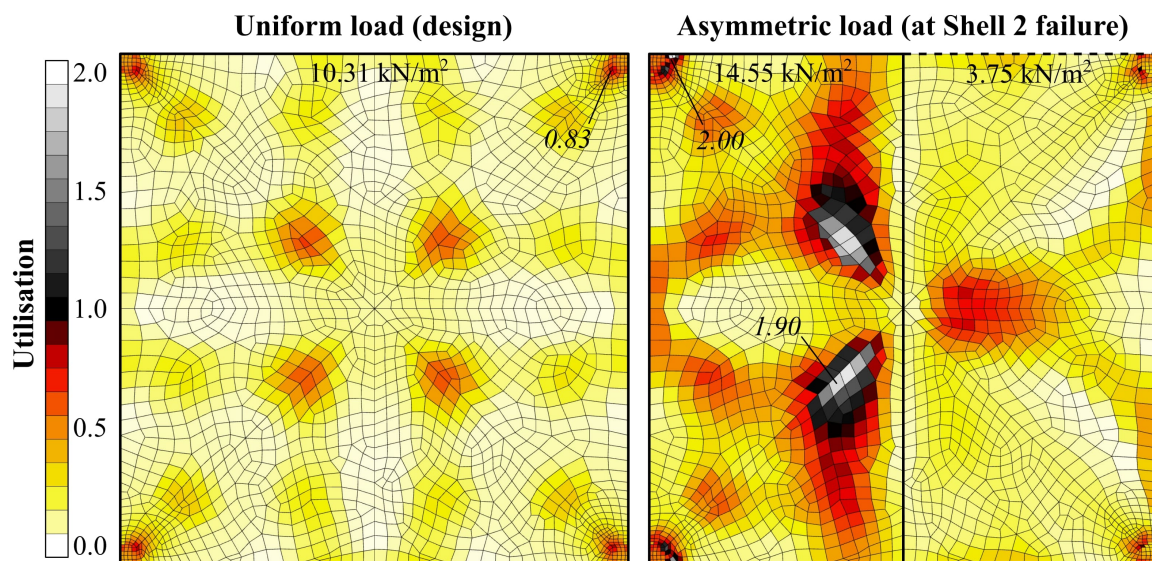 Uniform load (design)
Asymmetric load (at Shell 2 failure)
10.31 kN/m²
14.55 kN/m²
3.75 kN/m²
0.83
2.00
1.90
Utilisation
2.0
1.5
1.0
0.5
0.0